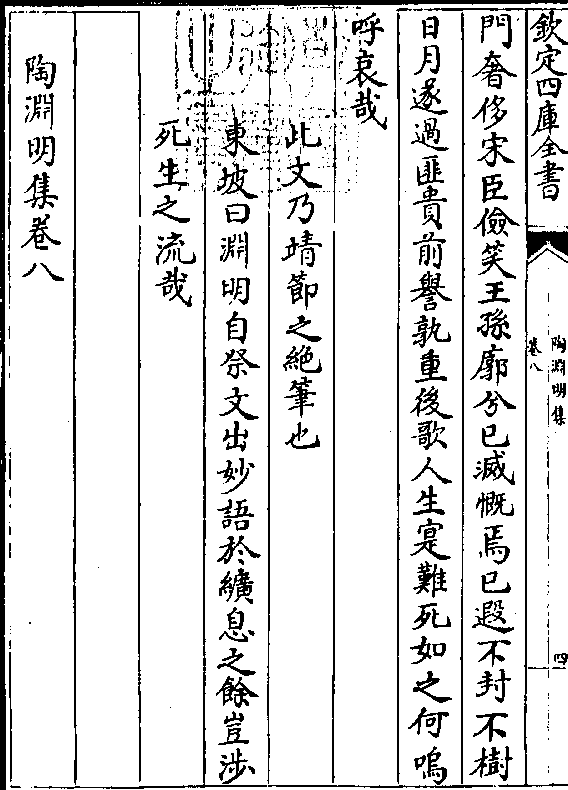 欽定四庫全書
陶淵明集
卷八
四
門奢侈宋臣儉笑王孫廓兮已滅慨焉已遐不封不樹
日月遂過匪貴前譽孰重後歌人生寔難死如之何嗚
呼哀哉
此文乃靖節之絶筆也
東坡曰淵明自祭文出妙語於纊息之餘豈涉
死生之流哉
陶淵明集卷八